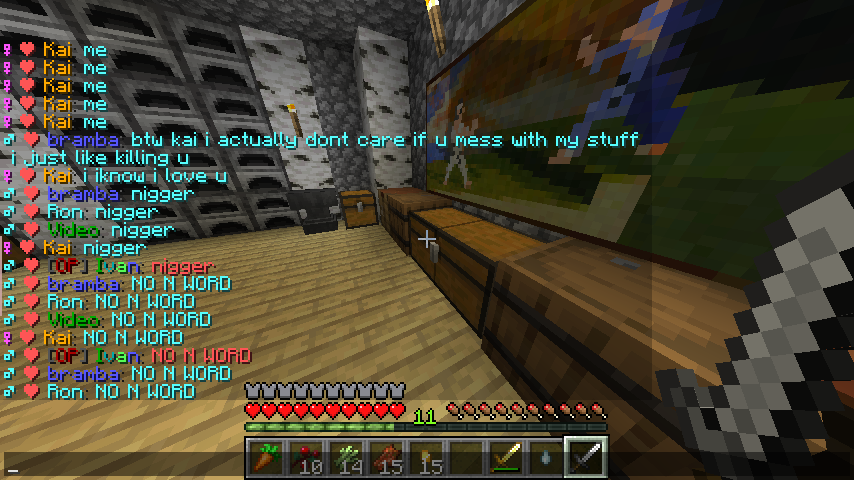 Kai: me
Kai: me
Kai: me
Kai: me
Kai: me
bramba: btw kai i actually dont care if u mess with my stuff
i just like killing u
Kai: i iknow i love u
bramba: nigger
Ron: nigger
Video: nigger
Kai: nigger
[OP] Ivan: nigger
bramba: NO N WORD
Ron: NO N WORD
Video: NO N WORD
Kai: NO N WORD
[OP] Ivan: NO N WORD
bramba: NO N WORD
Ron: NO N WORD
11
10 14 15 15
_